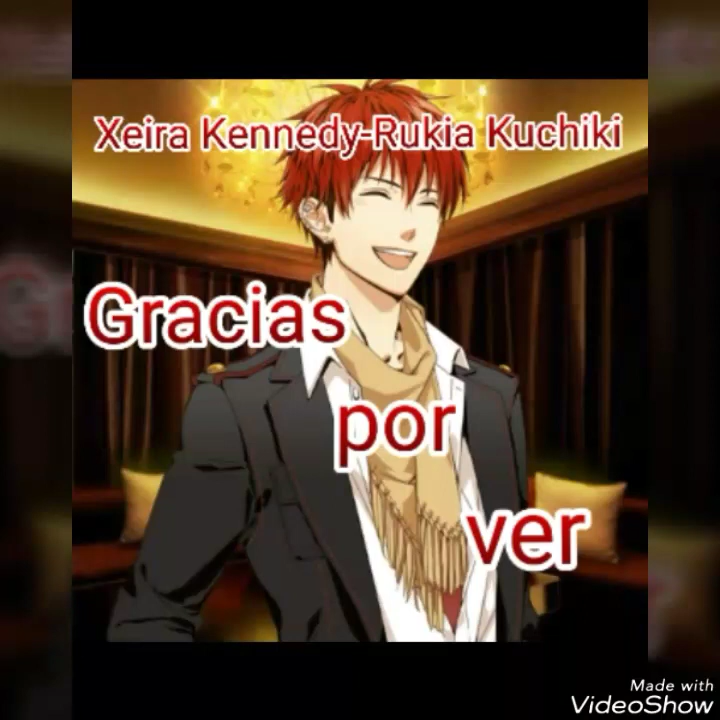 Xeira Kennedy-Rukia Kuchiki
Gracias
por
ver
Made with
VideoShow